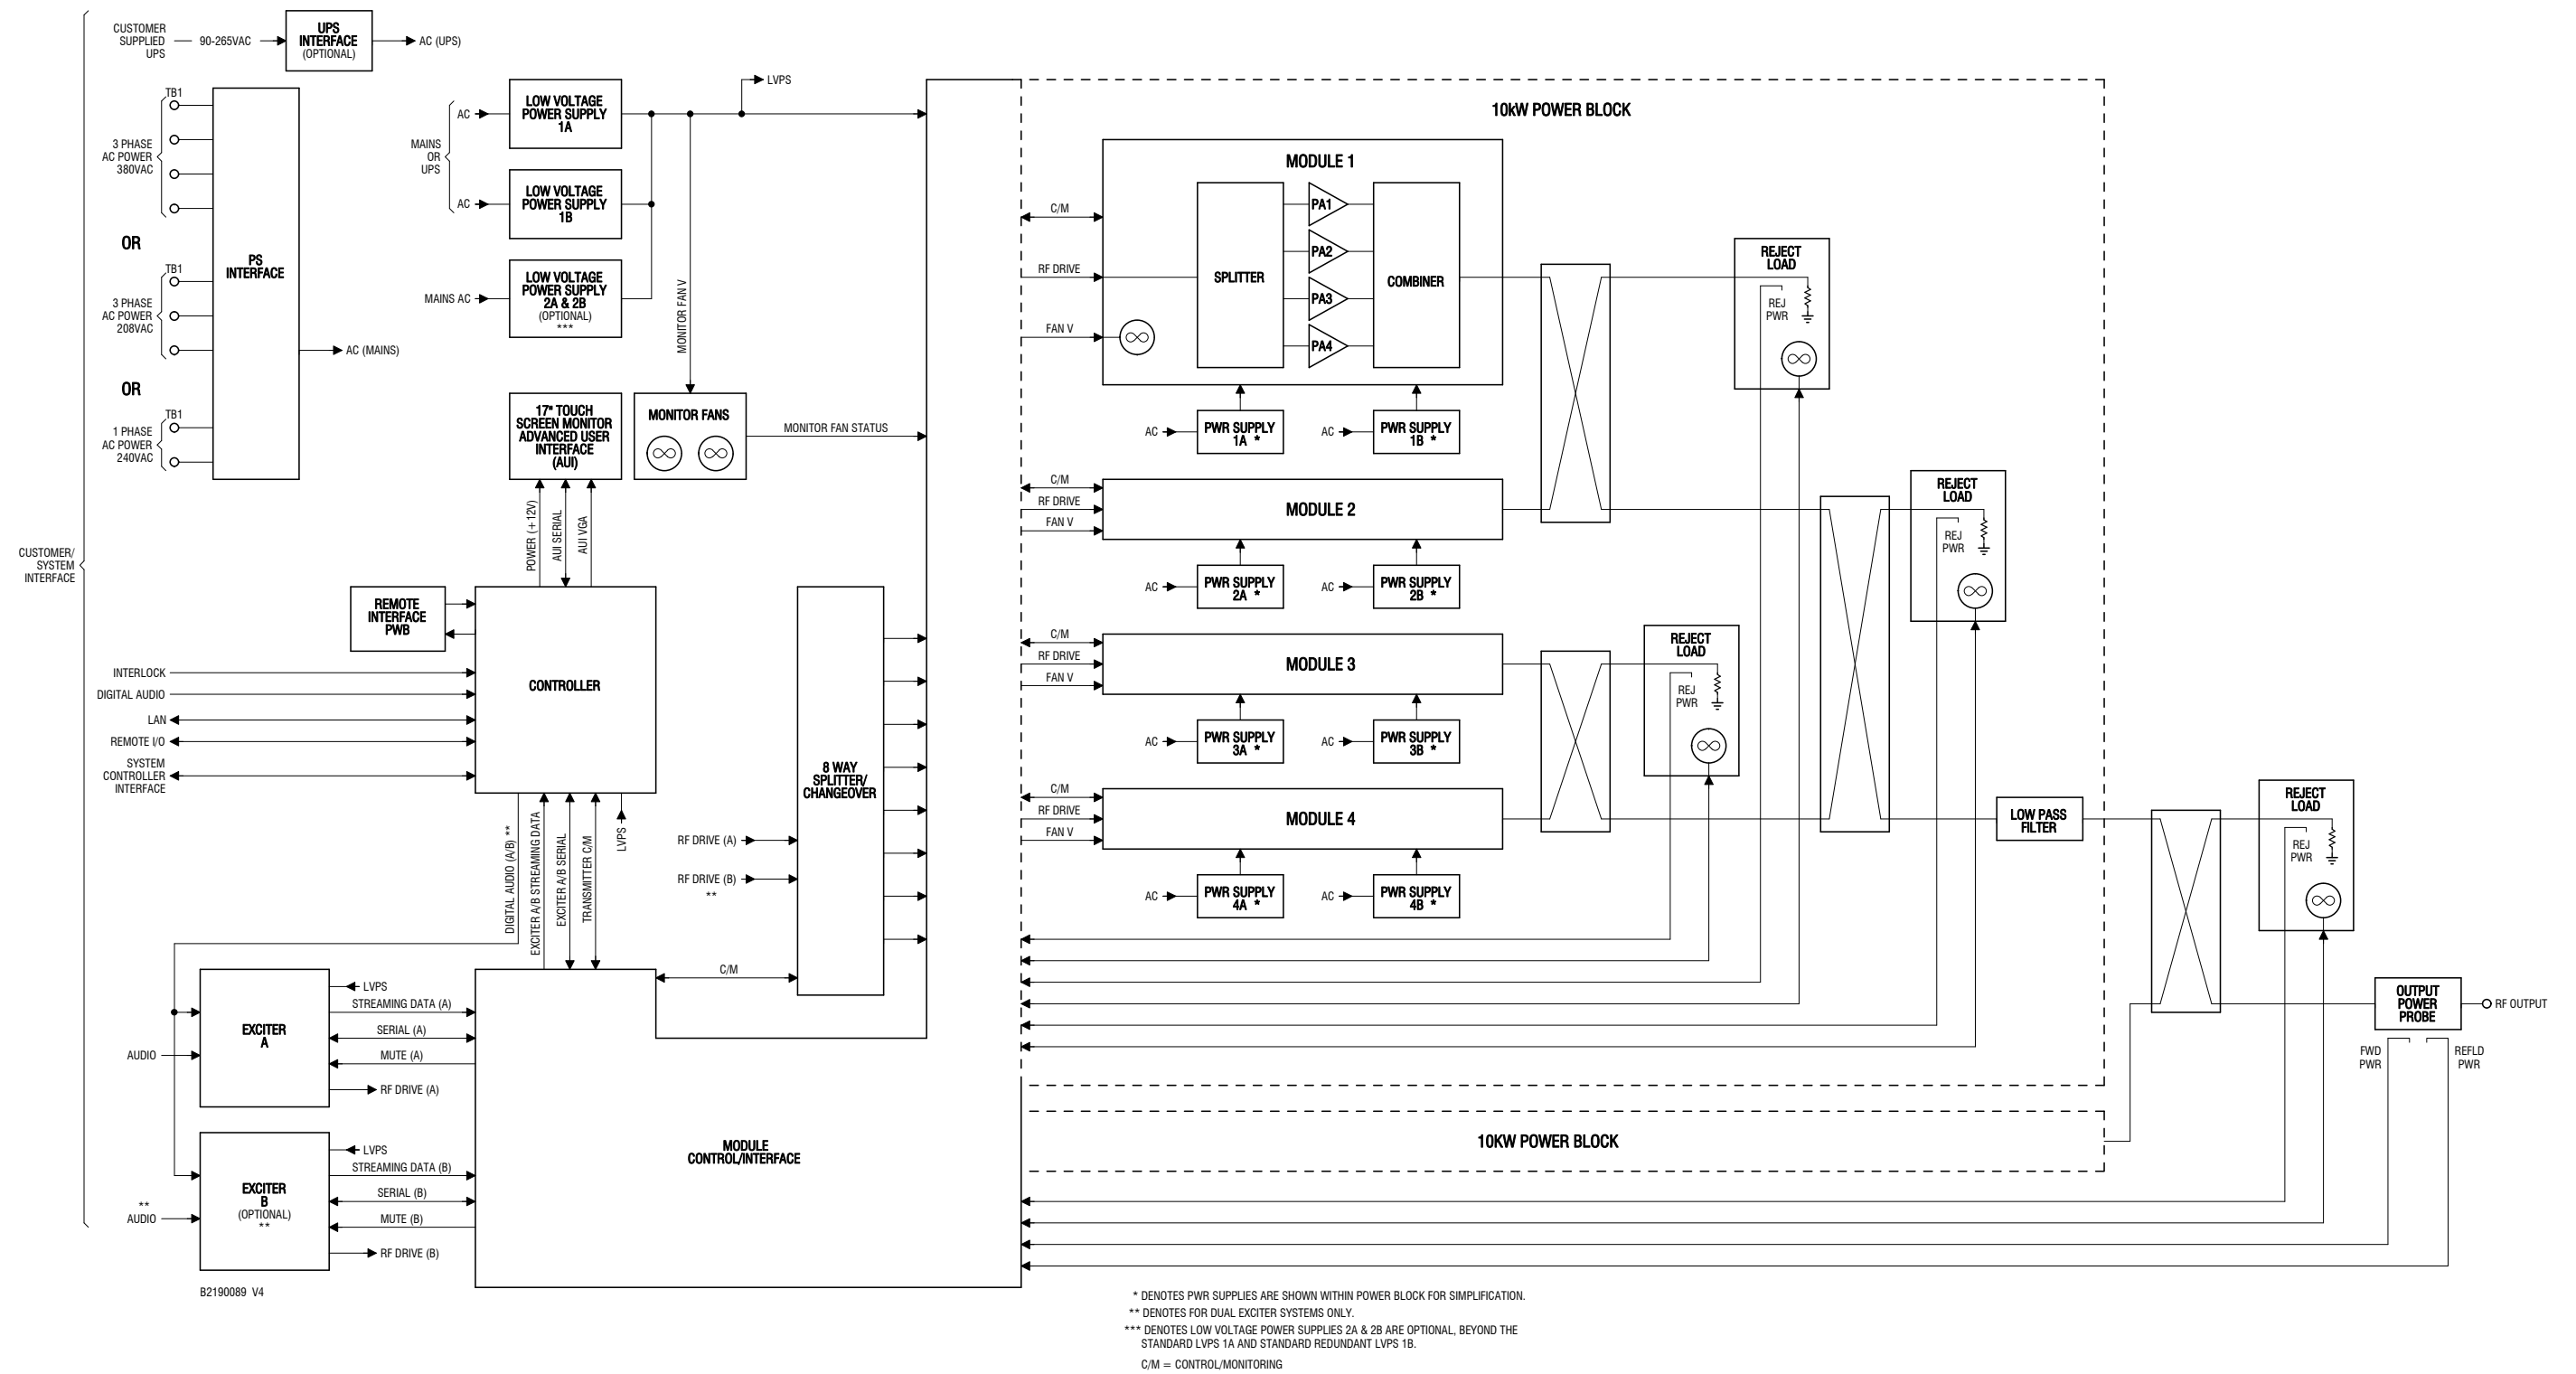 CUSTOMER
SUPPLIED
UPS
90-265VAC
UPS
INTERFACE
(OPTIONAL)
AC (UPS)
TB1
3 PHASE
AC POWER
380VAC
OR
TB1
3 PHASE
AC POWER
208VAC
OR
TB1
1 PHASE
AC POWER
240VAC
PS
INTERFACE
AC (MAINS)
CUSTOMER/
SYSTEM
INTERFACE
MAINS
OR
UPS
AC
LOW VOLTAGE
POWER SUPPLY
1A
AC
LOW VOLTAGE
POWER SUPPLY
1B
MAINS AC
LOW VOLTAGE
POWER SUPPLY
2A & 2B
(OPTIONAL)
***
LVPS
MONITOR FAN V
17" TOUCH
SCREEN MONITOR
ADVANCED USER
INTERFACE
(AUI)
MONITOR FANS
MONITOR FAN STATUS
POWER (+12V)
AUI SERIAL
AUI VGA
REMOTE
INTERFACE
PWB
CONTROLLER
INTERLOCK
DIGITAL AUDIO
LAN
REMOTE I/O
SYSTEM
CONTROLLER
INTERFACE
DIGITAL AUDIO (A/B) **
EXCITER A/B STREAMING DATA
EXCITER A/B SERIAL
TRANSMITTER C/M
LVPS
RF DRIVE (A)
RF DRIVE (B)
**
8 WAY
SPLITTER/
CHANGEOVER
C/M
AUDIO
EXCITER
A
LVPS
STREAMING DATA (A)
SERIAL (A)
MUTE (A)
RF DRIVE (A)
**
AUDIO
EXCITER
B
(OPTIONAL)
**
LVPS
STREAMING DATA (B)
SERIAL (B)
MUTE (B)
RF DRIVE (B)
MODULE
CONTROL/INTERFACE
B2190089 V4
10kW POWER BLOCK
C/M
RF DRIVE
FAN V
MODULE 1
SPLITTER
PA1
PA2
PA3
PA4
COMBINER
AC
PWR SUPPLY
1A *
AC
PWR SUPPLY
1B *
REJECT
LOAD
REJ
PWR
C/M
RF DRIVE
FAN V
MODULE 2
AC
PWR SUPPLY
2A *
AC
PWR SUPPLY
2B *
REJECT
LOAD
REJ
PWR
C/M
RF DRIVE
FAN V
MODULE 3
AC
PWR SUPPLY
3A *
AC
PWR SUPPLY
3B *
REJECT
LOAD
REJ
PWR
C/M
RF DRIVE
FAN V
MODULE 4
AC
PWR SUPPLY
4A *
AC
PWR SUPPLY
4B *
LOW PASS
FILTER
REJECT
LOAD
REJ
PWR
OUTPUT
POWER
PROBE
RF OUTPUT
FWD
PWR
REFLD
PWR
10KW POWER BLOCK
* DENOTES PWR SUPPLIES ARE SHOWN WITHIN POWER BLOCK FOR SIMPLIFICATION.
** DENOTES FOR DUAL EXCITER SYSTEMS ONLY.
*** DENOTES LOW VOLTAGE POWER SUPPLIES 2A & 2B ARE OPTIONAL, BEYOND THE
STANDARD LVPS 1A AND STANDARD REDUNDANT LVPS 1B.
C/M = CONTROL/MONITORING